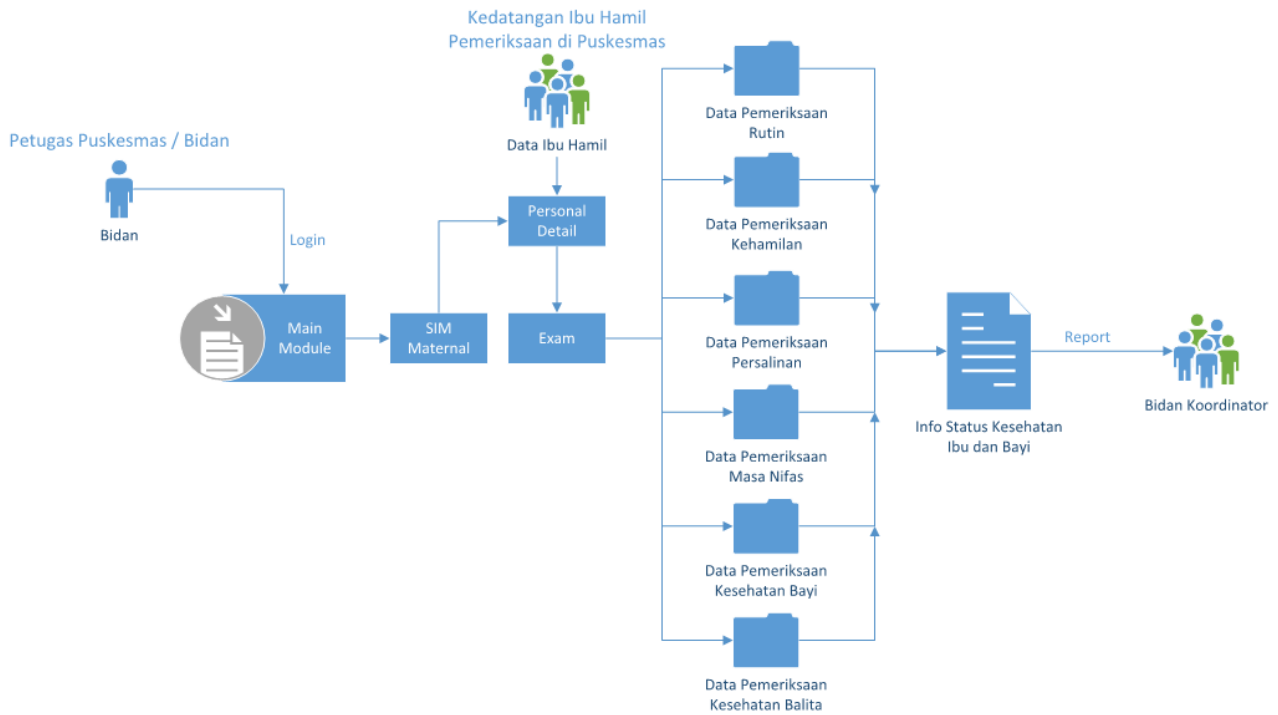 Kedatangan Ibu Hamil
Pemeriksaan di Puskesmas
Data Ibu Hamil
Petugas Puskesmas / Bidan
Bidan
Login
Main
Module
SIM
Maternal
Personal
Detail
Exam
Data Pemeriksaan
Rutin
Data Pemeriksaan
Kehamilan
Data Pemeriksaan
Persalinan
Data Pemeriksaan
Masa Nifas
Data Pemeriksaan
Kesehatan Bayi
Data Pemeriksaan
Kesehatan Balita
Info Status Kesehatan
Ibu dan Bayi
Report
Bidan Koordinator